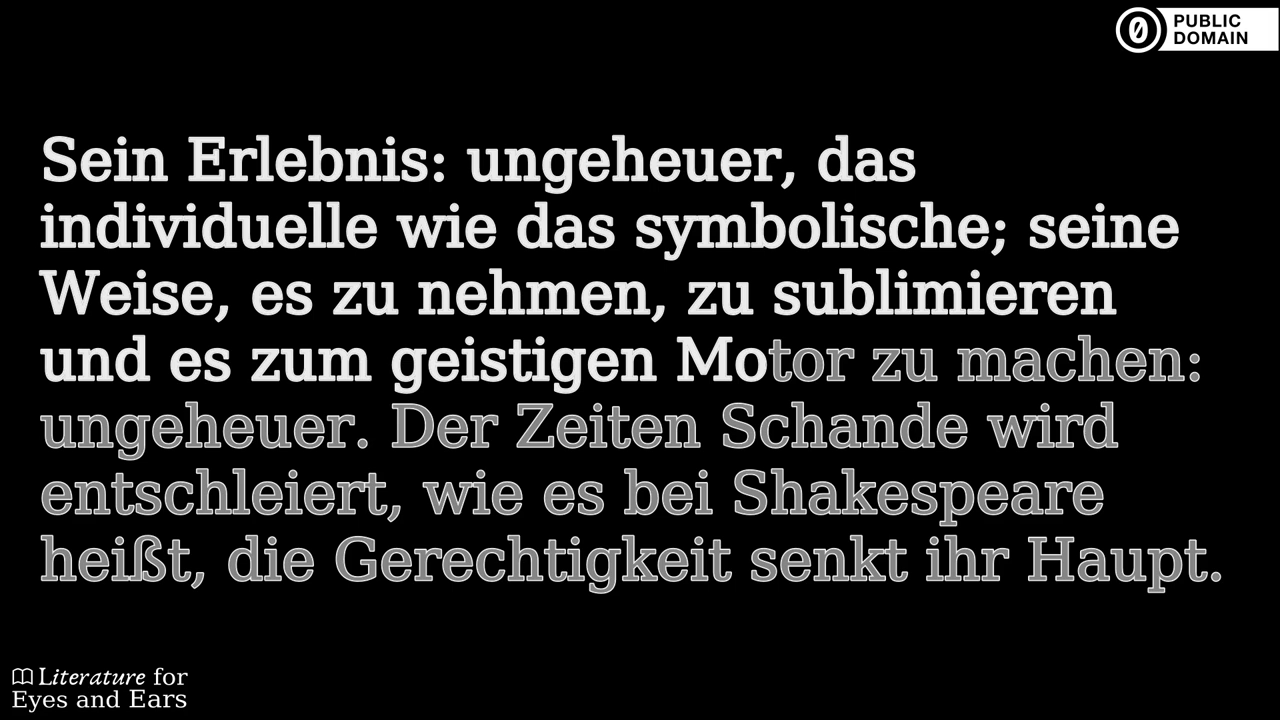 PUBLIC
DOMAIN
Sein Erlebnis: ungeheuer, das
individuelle wie das symbolische; seine
Weise, es zu nehmen, zu sublimieren
und es zum geistigen Motor zu machen:
ungeheuer. Der Zeiten Schande wird
entschleiert, wie es bei Shakespeare
heißt, die Gerechtigkeit senkt ihr Haupt.
Literature for
Eyes and Ears